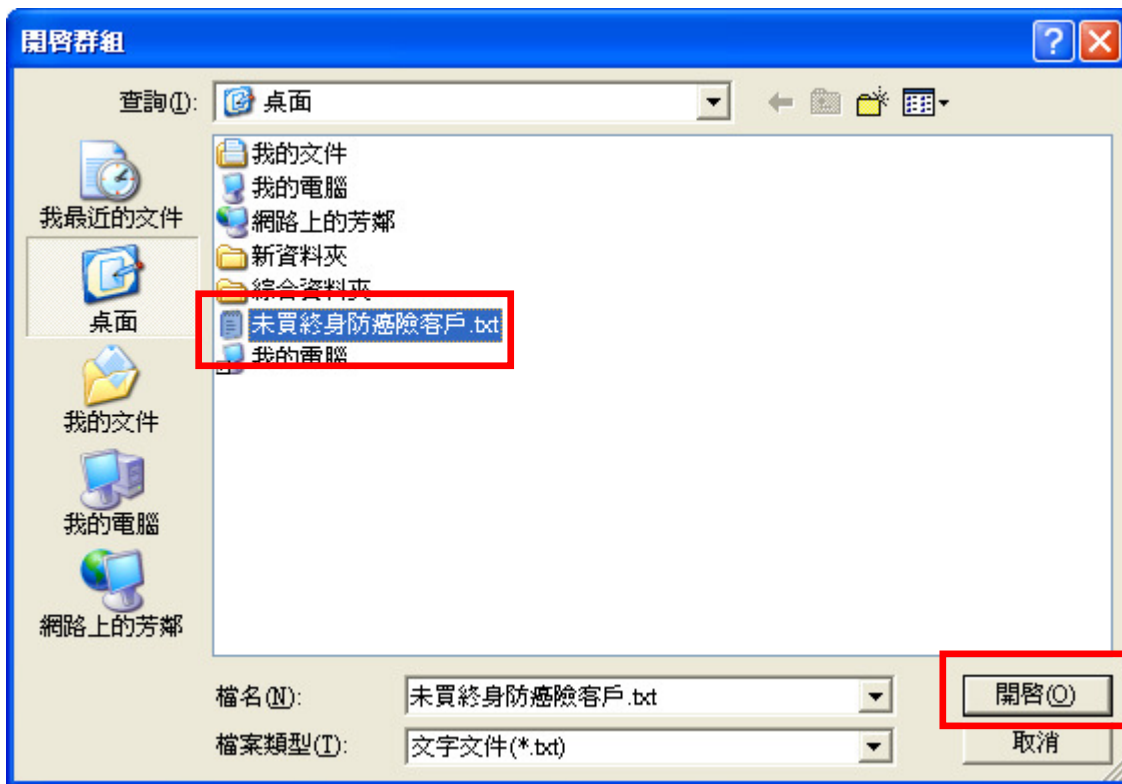 開啓群組
查詢(I):
桌面
我最近的文件
桌面
我的文件
我的電腦
網路上的芳鄰
我的文件
我的電腦
網路上的芳鄰
新資料夾
綜合資料夾
未買終身防癌險客戶.txt
我的電腦
檔名(N):
未買終身防癌險客戶.txt
開啓(O)
檔案類型(T):
文字文件(*.txt)
取消